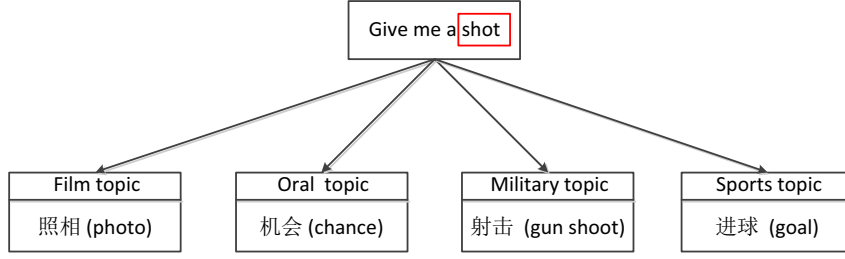 Give me a shot
Film topic
照相 (photo)
Oral topic
机会 (chance)
Military topic
射击 (gun shoot)
Sports topic
进球 (goal)